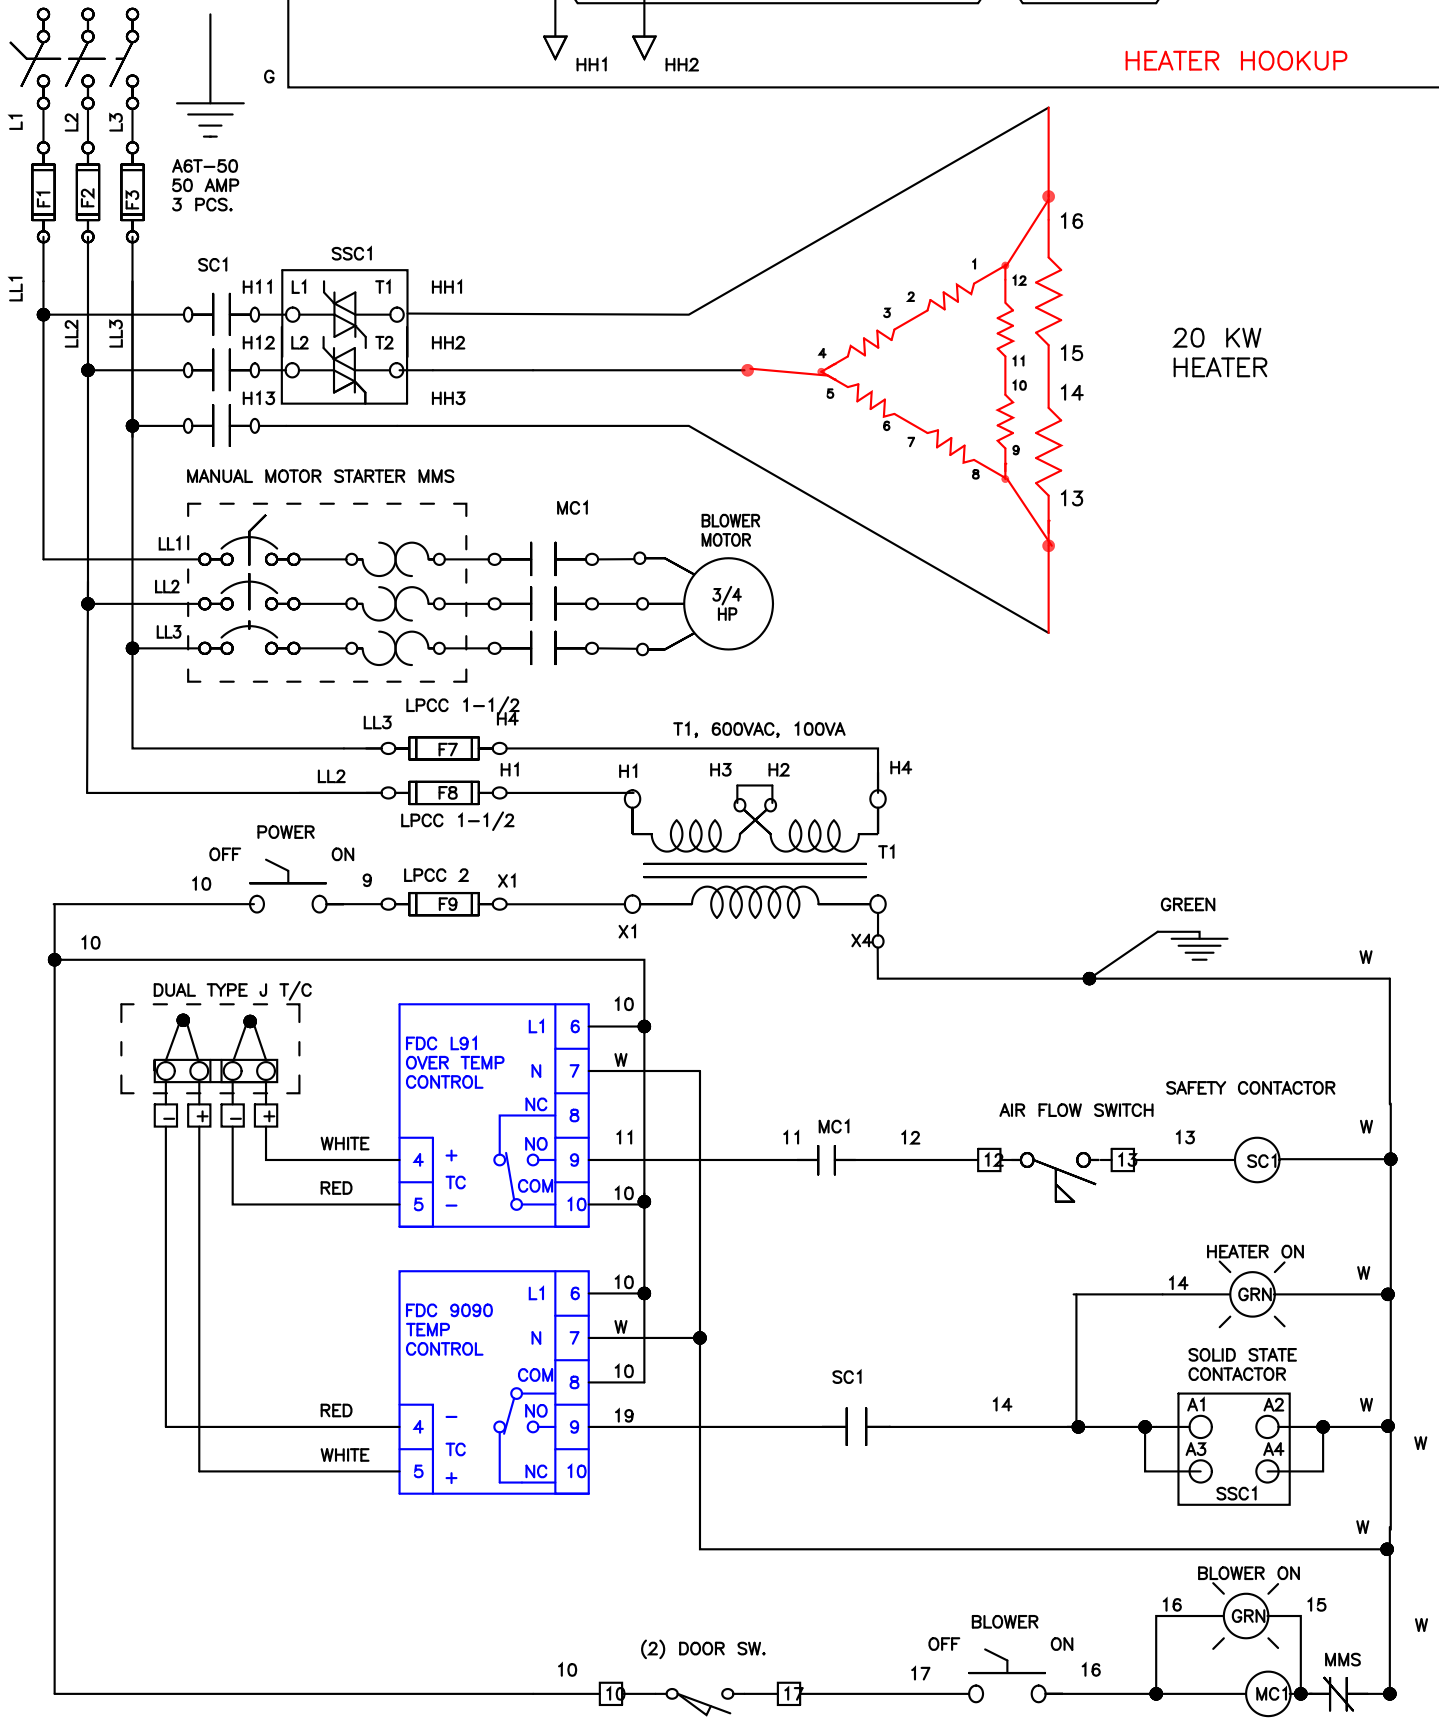 HH1
HH2
HEATER HOOKUP
G
L1
L2
L3
A6T-50
50 AMP
3 PCS.
F1
F2
F3
LL1
LL2
LL3
SC1
SSC1
H11
L1
T1
HH1
H12
L2
T2
HH2
H13
HH3
16
1
12
2
3
4
11
15
5
10
14
6
7
9
8
13
20 KW
HEATER
MANUAL MOTOR STARTER MMS
MC1
BLOWER
MOTOR
LL1
LL2
LL3
3/4
HP
LPCC 1-1/2
LL3
H4
F7
T1, 600VAC, 100VA
LL2
H1
F8
H1
H3
H2
H4
LPCC 1-1/2
POWER
OFF
ON
T1
10
9
LPCC 2
X1
F9
X1
X4
GREEN
W
10
DUAL TYPE J T/C
-
+
-
+
FDC L91
OVER TEMP
CONTROL
L1
6
10
N
7
W
NC
8
NO
9
11
COM
10
10
WHITE
4
+
TC
RED
5
-
11
MC1
12
AIR FLOW SWITCH
12
13
13
SAFETY CONTACTOR
SC1
W
FDC 9090
TEMP
CONTROL
L1
6
10
N
7
W
COM
8
10
NO
9
19
NC
10
RED
4
-
TC
WHITE
5
+
SC1
14
HEATER ON
14
GRN
W
SOLID STATE
CONTACTOR
A1
A2
W
A3
A4
SSC1
W
W
BLOWER ON
16
GRN
15
W
(2) DOOR SW.
10
10
17
BLOWER
OFF
ON
17
16
MC1
MMS